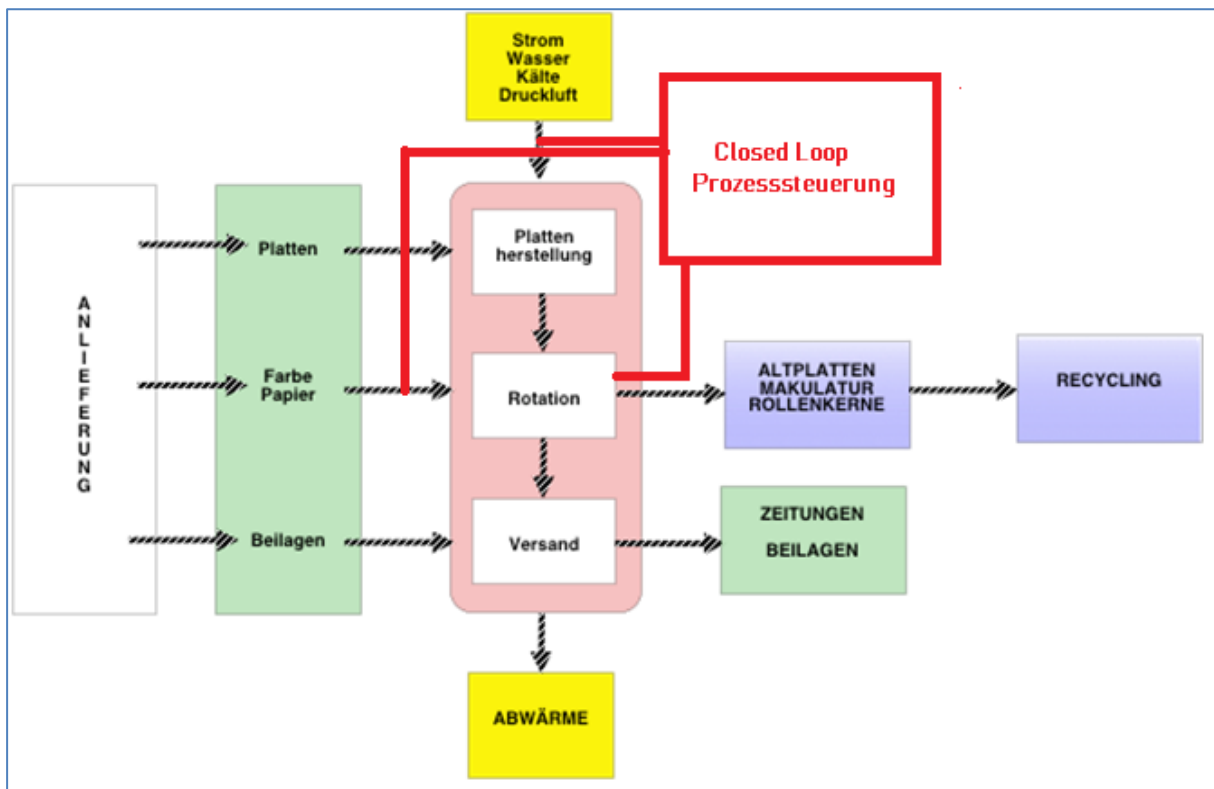 Strom
Wasser
Kälte
Druckluft
Closed Loop
Prozesssteuerung
ANLIEFERUNG
Platten
Farbe
Papier
Beilagen
Platten
herstellung
Rotation
Versand
ALTPLATTEN
MAKULATUR
ROLLENKERNE
RECYCLING
ZEITUNGEN
BEILAGEN
ABWÄRME